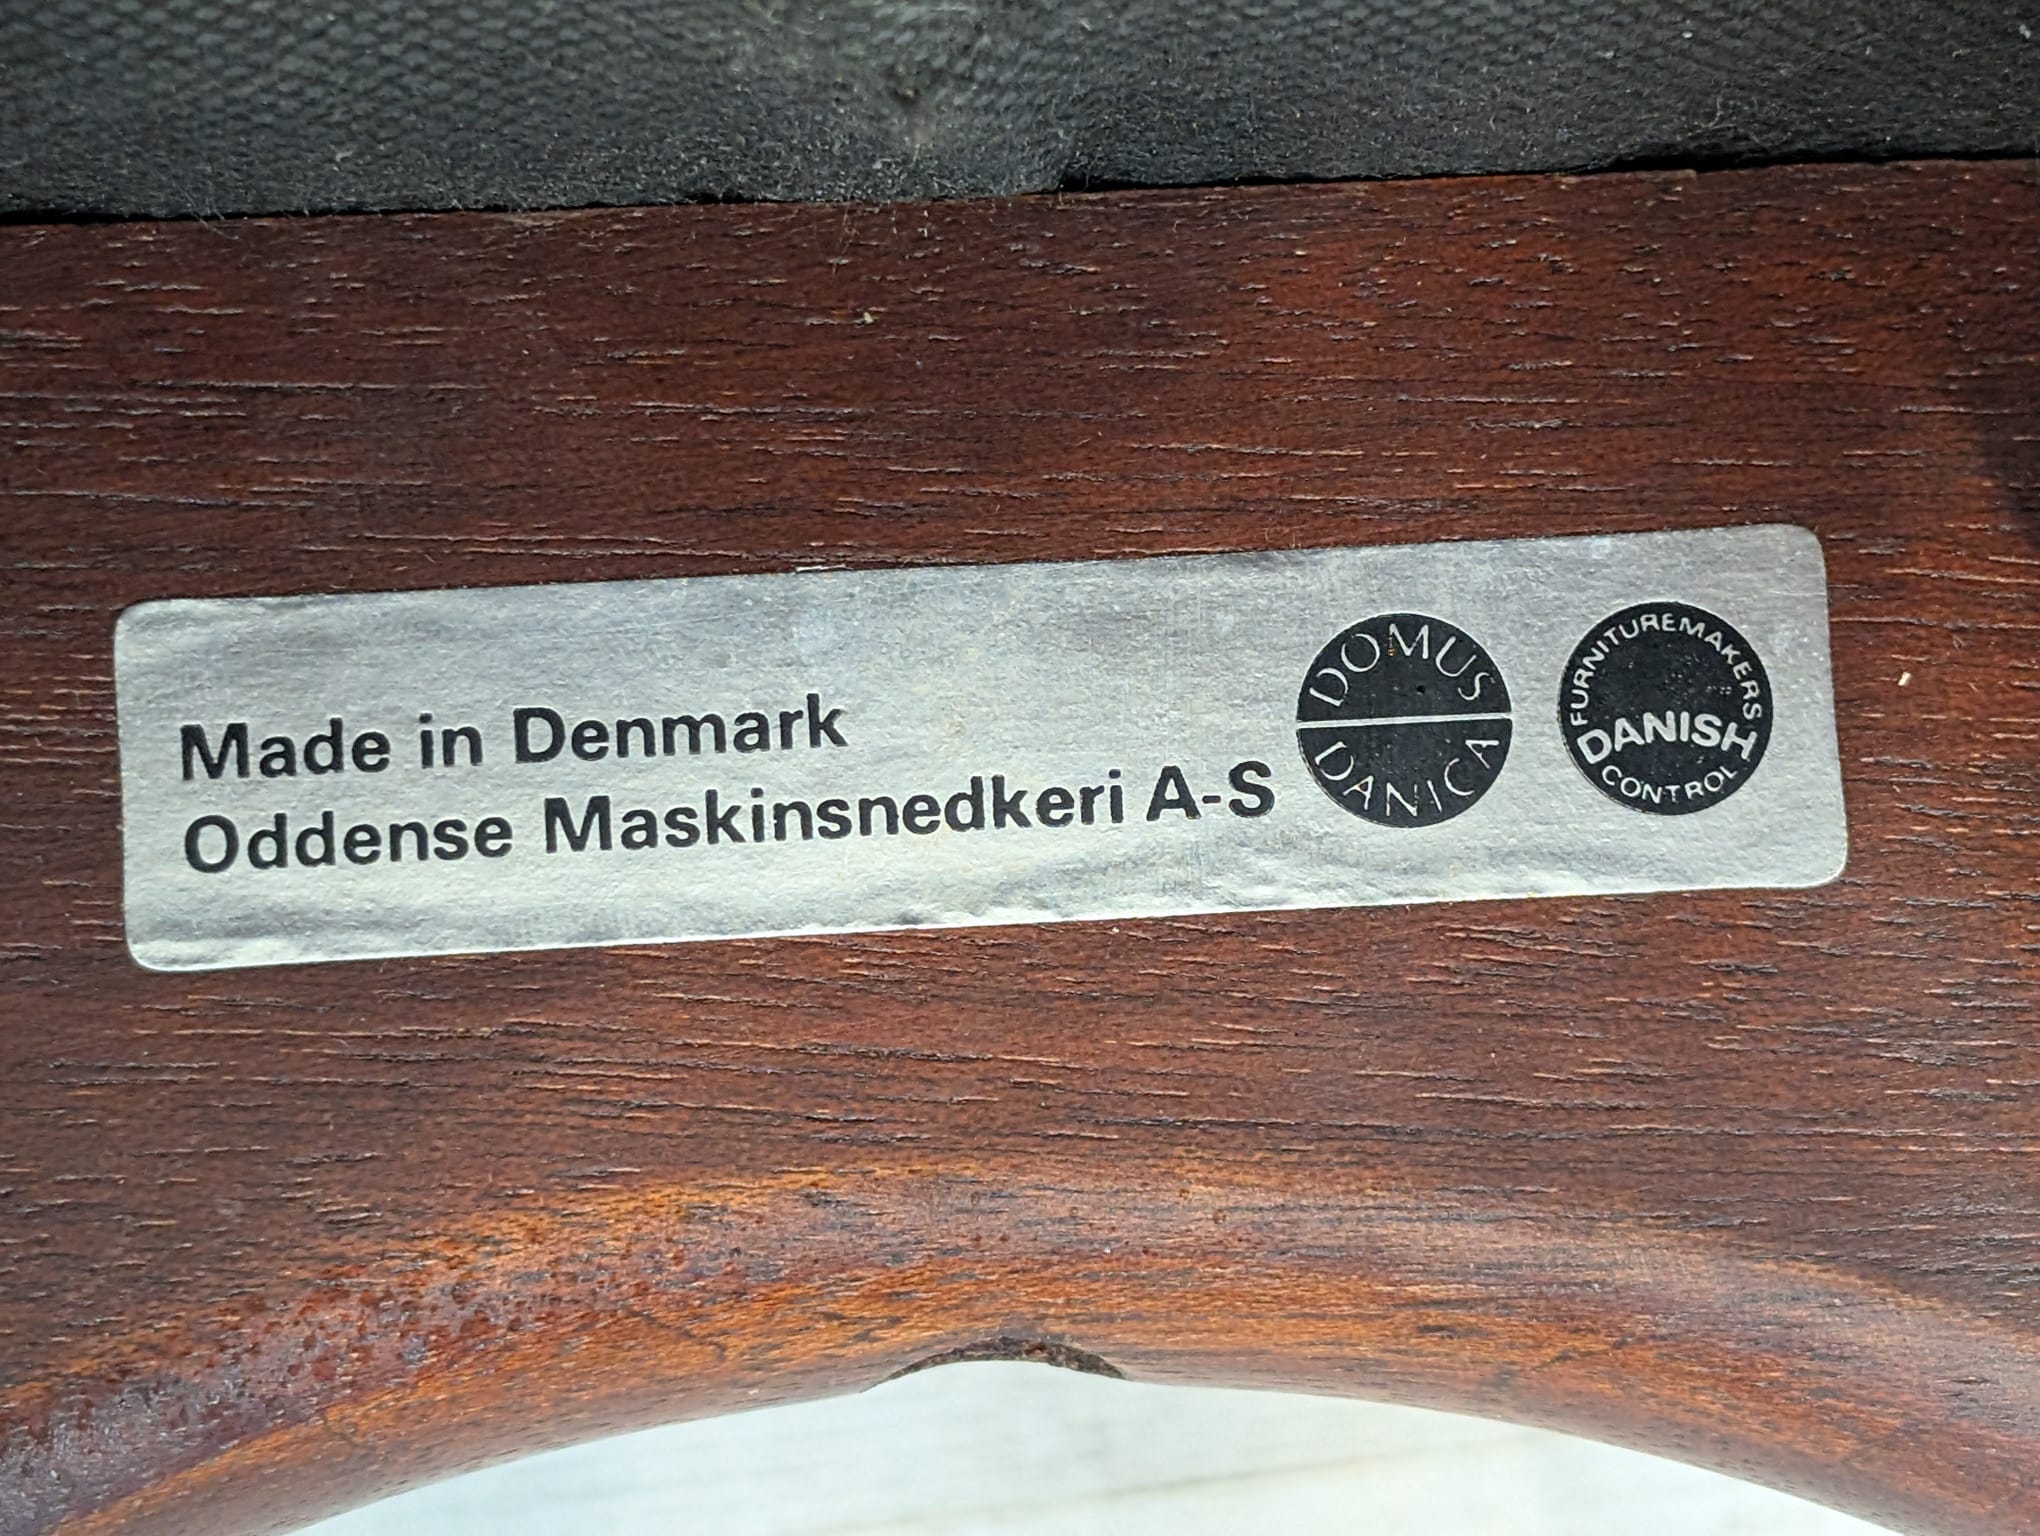 Made in Denmark
Oddense Maskinsnedkeri A-S
DOMUS
DANICA
FURNITUREMAKERS
DANISH
CONTROL